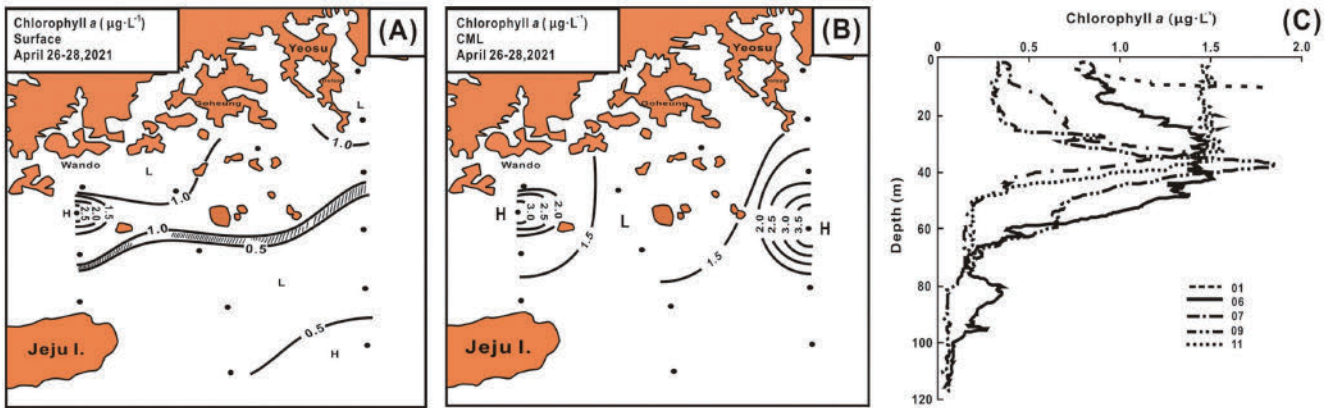 Chlorophyll a ( μg·L⁻¹)
Surface
April 26-28,2021
(A)
Yeosu
Goheung
L
1.0
Wando
L
1.0
H
2.5
2.0
1.5
1.0
0.5
L
0.5
H
Jeju I.
Chlorophyll a ( μg·L⁻¹)
CML
April 26-28,2021
(B)
Yeosu
Goheung
Wando
H
3.0
2.5
2.0
L
1.5
1.5
2.0
2.5
3.0
3.5
H
Jeju I.
(C)
Chlorophyll a (μg·L⁻¹)
0 0.5 1.0 1.5 2.0
Depth (m)
0
20
40
60
80
100
120
01
06
07
09
11